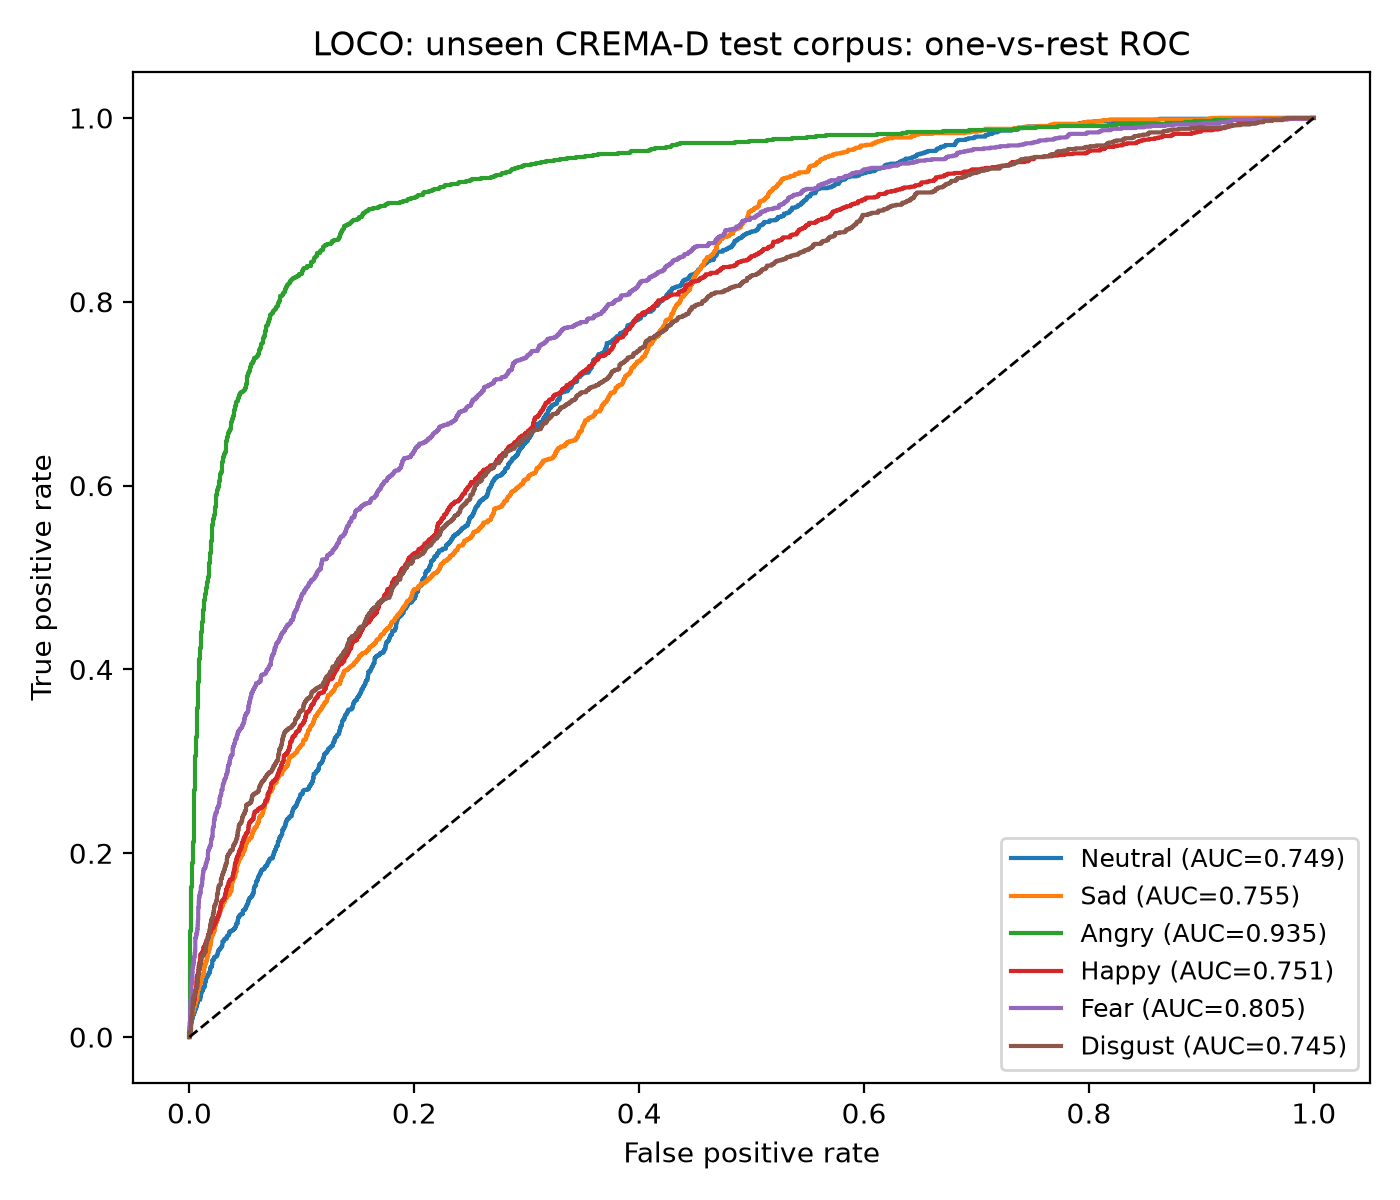 LOCO: unseen CREMA-D test corpus: one-vs-rest ROC
1.0
0.8
0.6
0.4
0.2
0.0
True positive rate
Neutral (AUC=0.749)
Sad (AUC=0.755)
Angry (AUC=0.935)
Happy (AUC=0.751)
Fear (AUC=0.805)
Disgust (AUC=0.745)
0.0 0.2 0.4 0.6 0.8 1.0
False positive rate